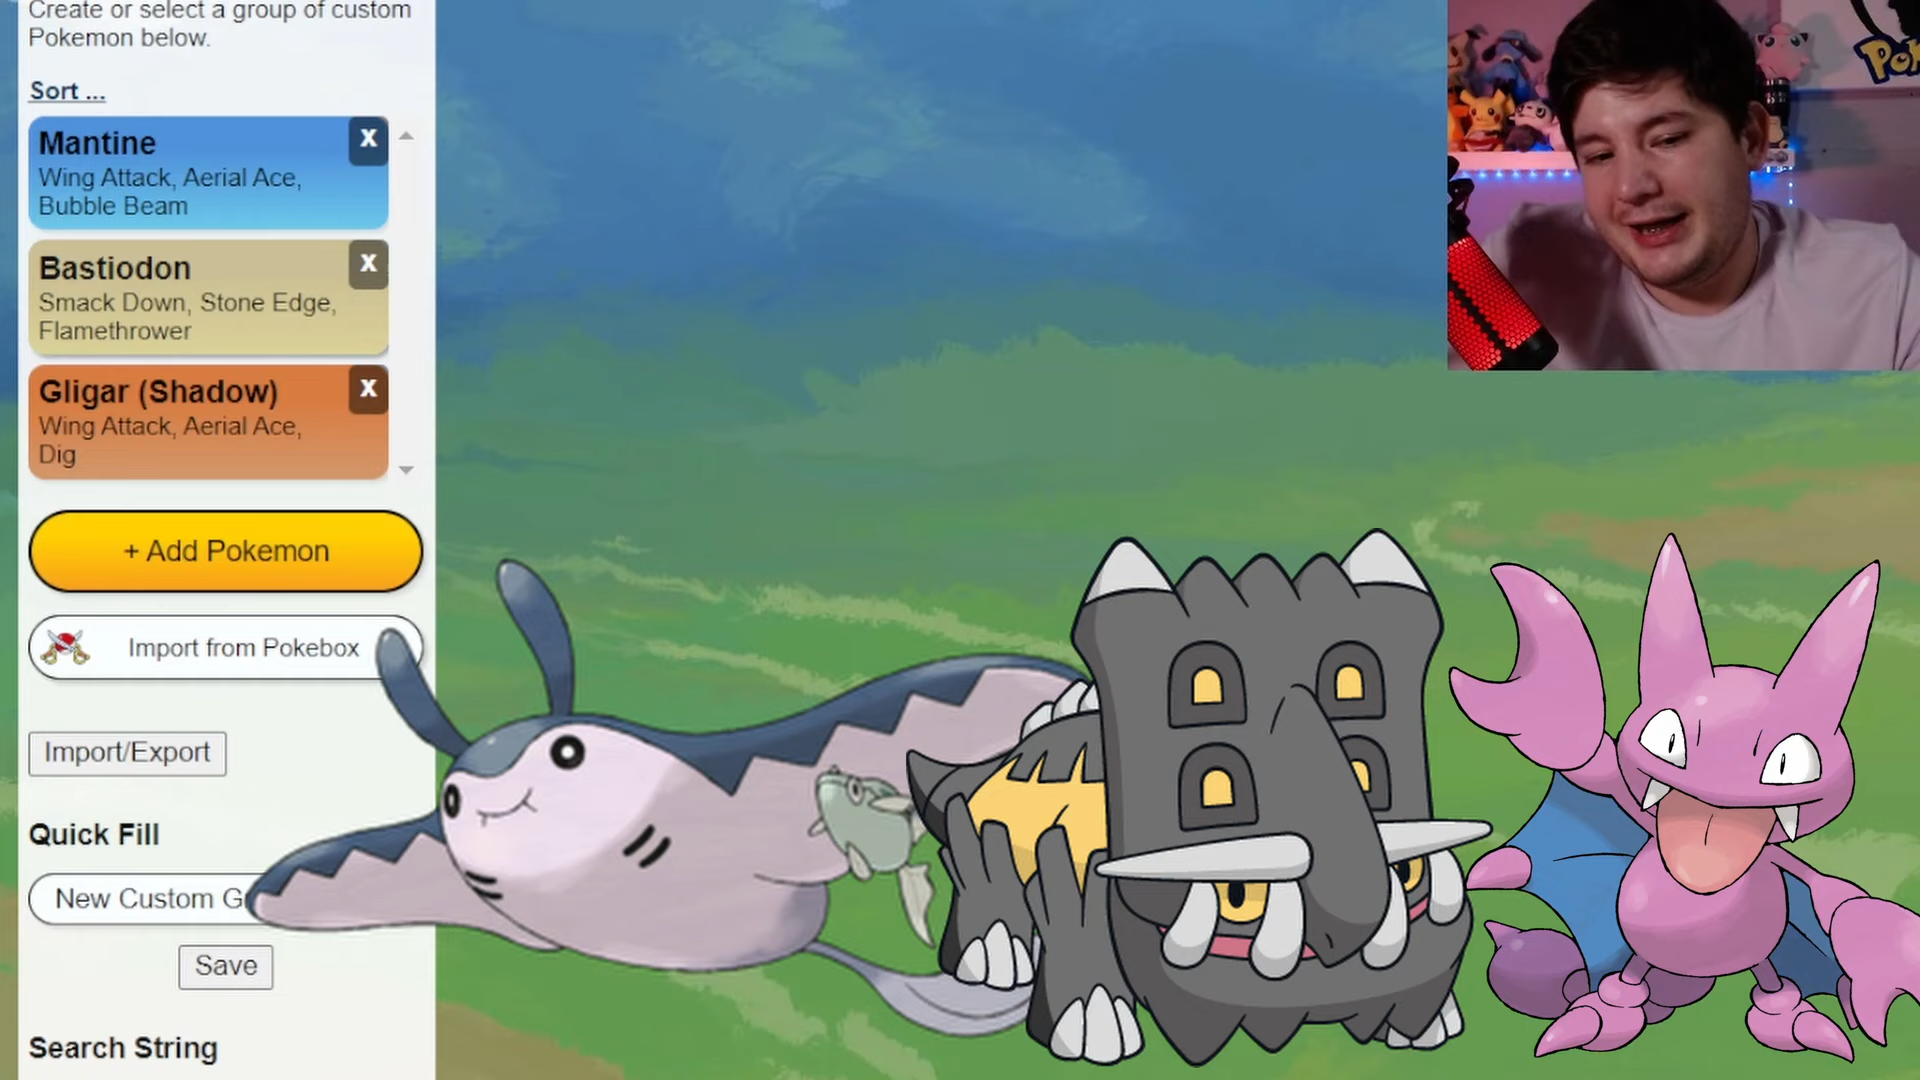 Create or select a group of custom
Pokemon below.
Sort ...
Mantine
X
Wing Attack, Aerial Ace,
Bubble Beam
Bastiodon
X
Smack Down, Stone Edge,
Flamethrower
Gligar (Shadow)
X
Wing Attack, Aerial Ace,
Dig
+ Add Pokemon
Import from Pokebox
Import/Export
Quick Fill
New Custom G
Save
Search String